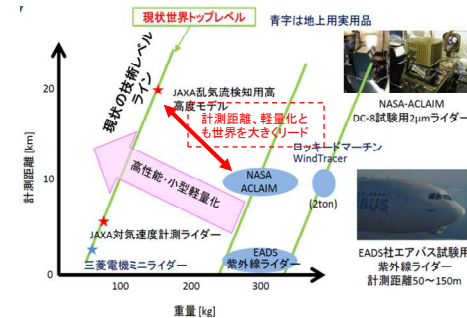 現状世界トップレベル
青字は地上用実用品
現状の技術レベル
ライン
20
JAXA乱気流検知用高
高度モデル
計測距離、軽量化と
も世界を大きくリード
NASA-ACLAIM
DC-8試験用2μmライダー
計測距離 [km]
ロッキードマーチン
WindTracer
高性能・小型軽量化
NASA
ACLAIM
10
(2ton)
JAXA対気速度計測ライダー
三菱電機ミニライダー
EADS
紫外線ライダー
EADS社エアバス試験用
紫外線ライダー
計測距離50～150m
0
100
200
300
重量 [kg]